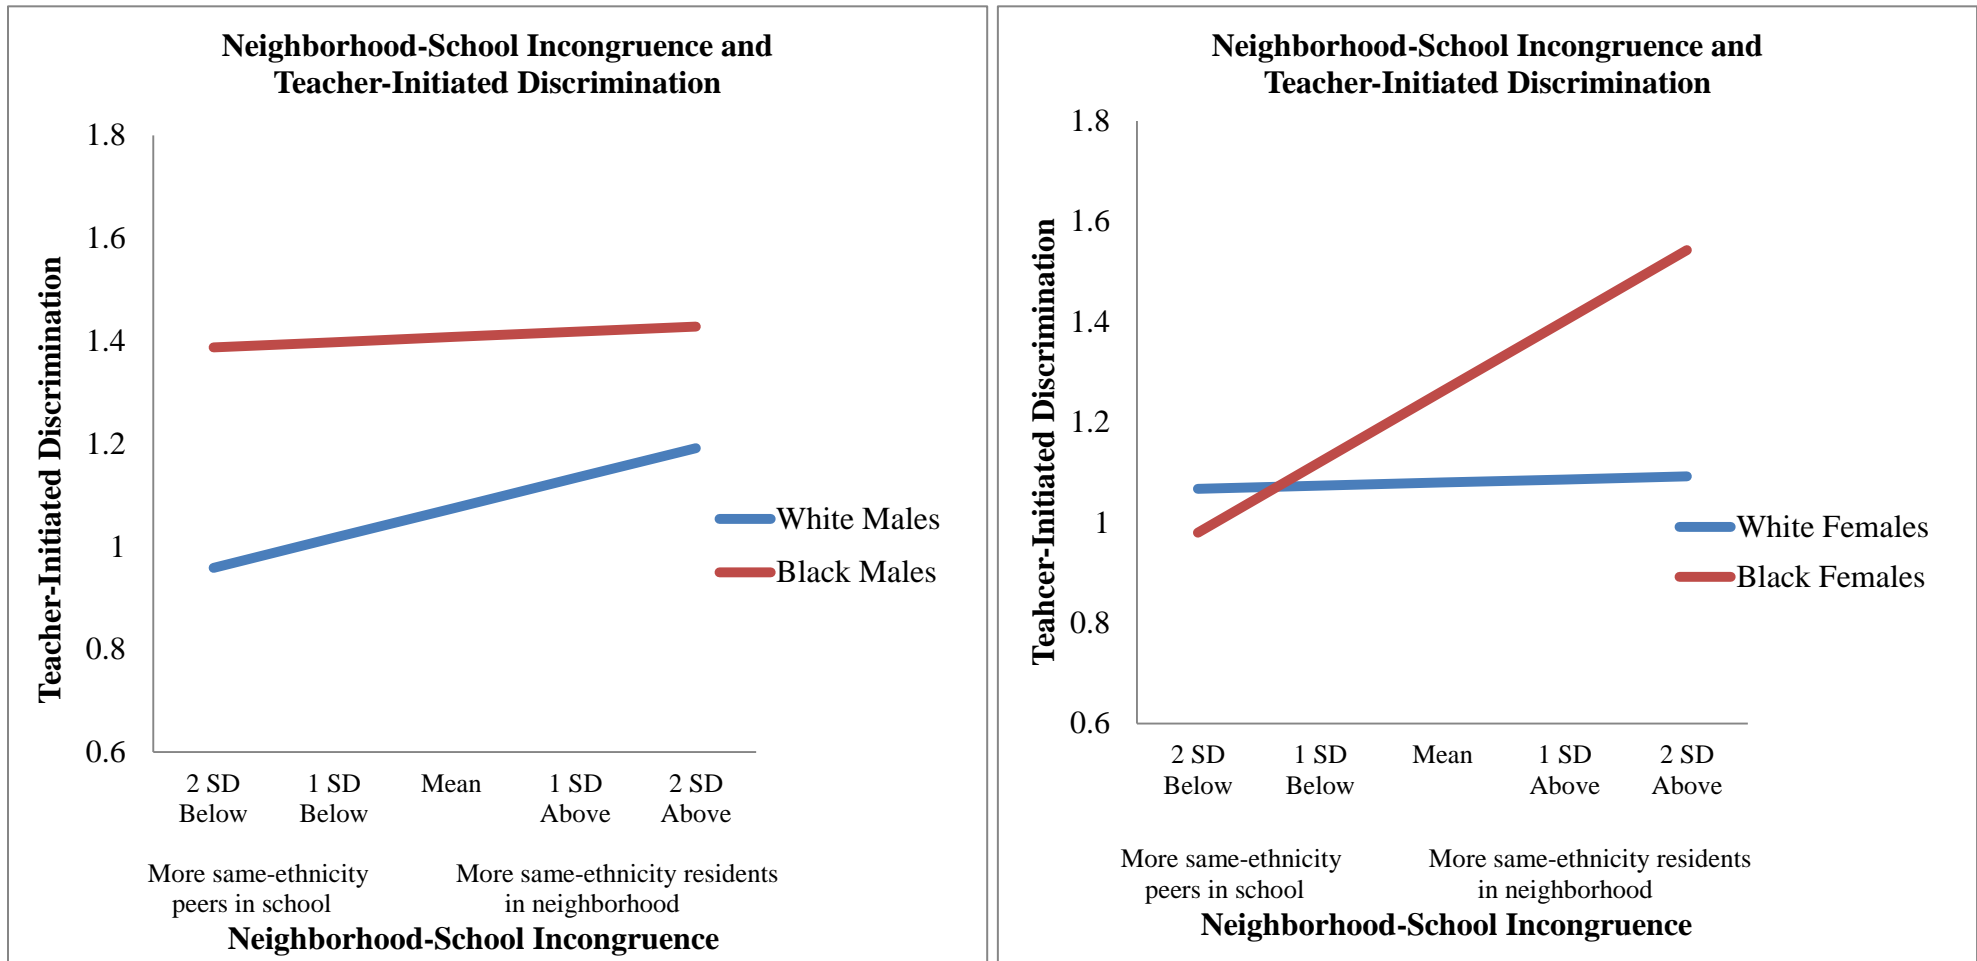 Neighborhood-School Incongruence and
Teacher-Initiated Discrimination
1.8
1.6
1.4
1.2
1
0.8
0.6
Teacher-Initiated Discrimination
White Males
Black Males
2 SD
Below
1 SD
Below
Mean
1 SD
Above
2 SD
Above
More same-ethnicity
peers in school
More same-ethnicity residents
in neighborhood
Neighborhood-School Incongruence
Neighborhood-School Incongruence and
Teacher-Initiated Discrimination
1.8
1.6
1.4
1.2
1
0.8
0.6
Teahcer-Initiated Discrimination
White Females
Black Females
2 SD
Below
1 SD
Below
Mean
1 SD
Above
2 SD
Above
More same-ethnicity
peers in school
More same-ethnicity residents
in neighborhood
Neighborhood-School Incongruence